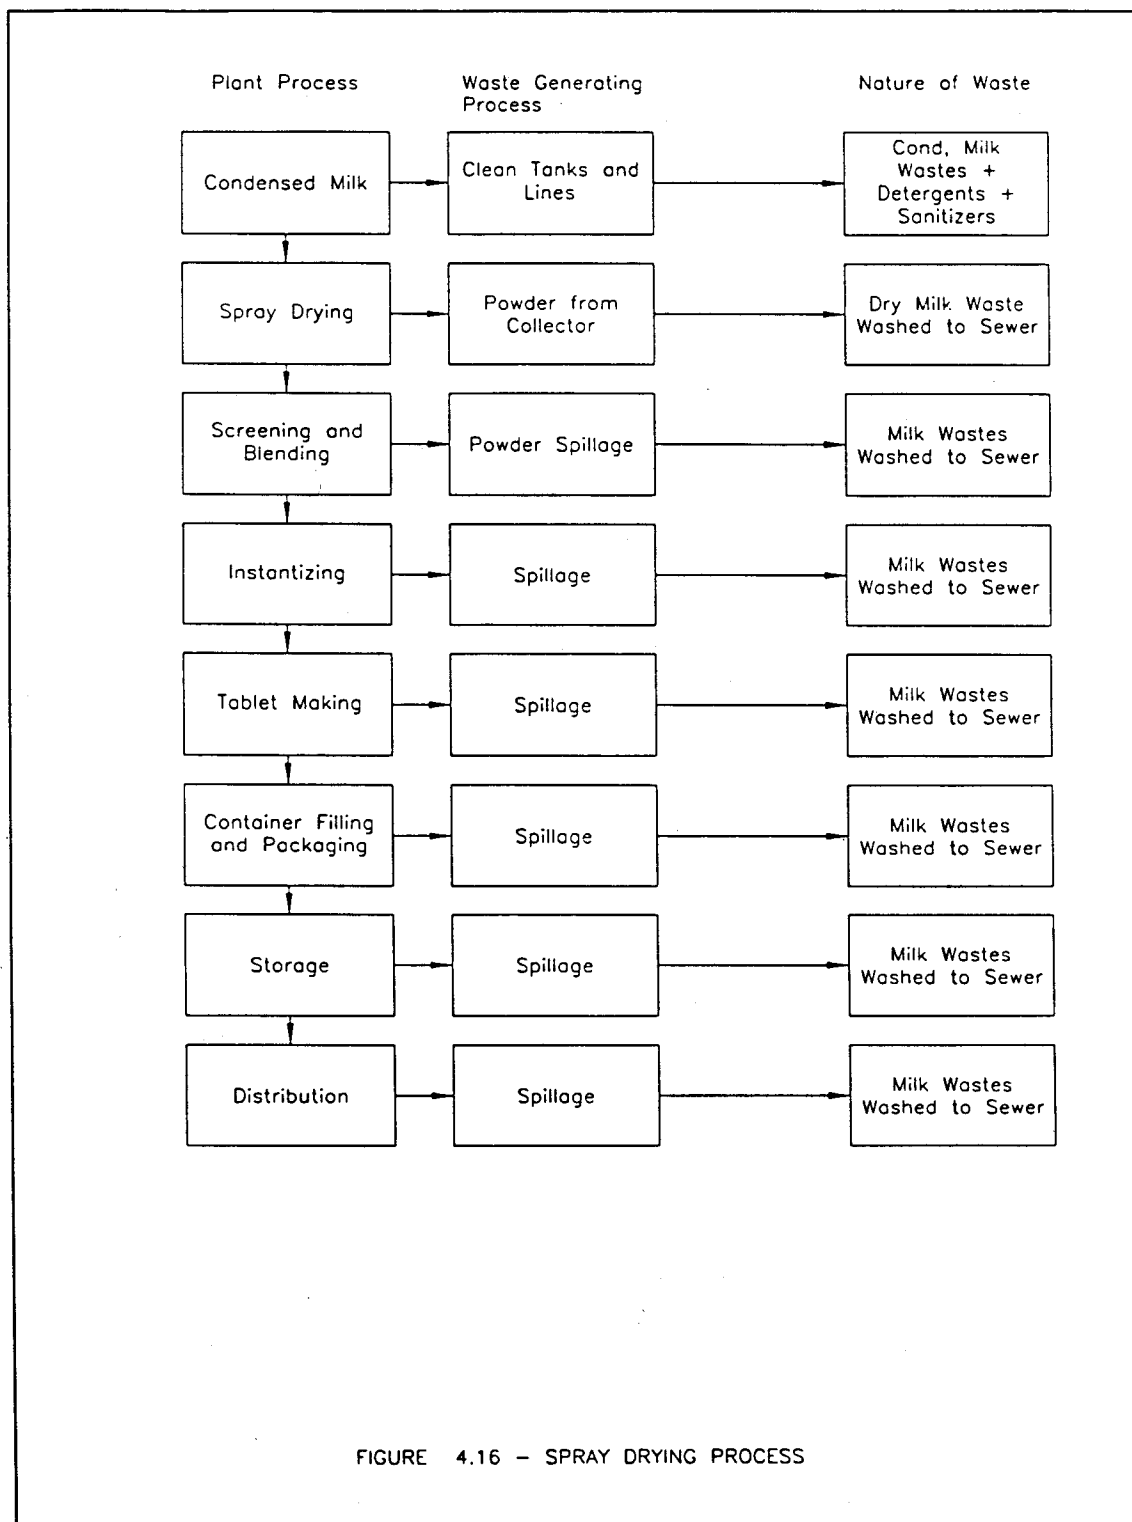 Plant Process
Waste Generating
Process
Nature of Waste
Condensed Milk
Clean Tanks and
Lines
Cond, Milk
Wastes +
Detergents +
Sanitizers
Spray Drying
Powder from
Collector
Dry Milk Waste
Washed to Sewer
Screening and
Blending
Powder Spillage
Milk Wastes
Washed to Sewer
Instantizing
Spillage
Milk Wastes
Washed to Sewer
Tablet Making
Spillage
Milk Wastes
Washed to Sewer
Container Filling
and Packaging
Spillage
Milk Wastes
Washed to Sewer
Storage
Spillage
Milk Wastes
Washed to Sewer
Distribution
Spillage
Milk Wastes
Washed to Sewer
FIGURE 4.16 – SPRAY DRYING PROCESS